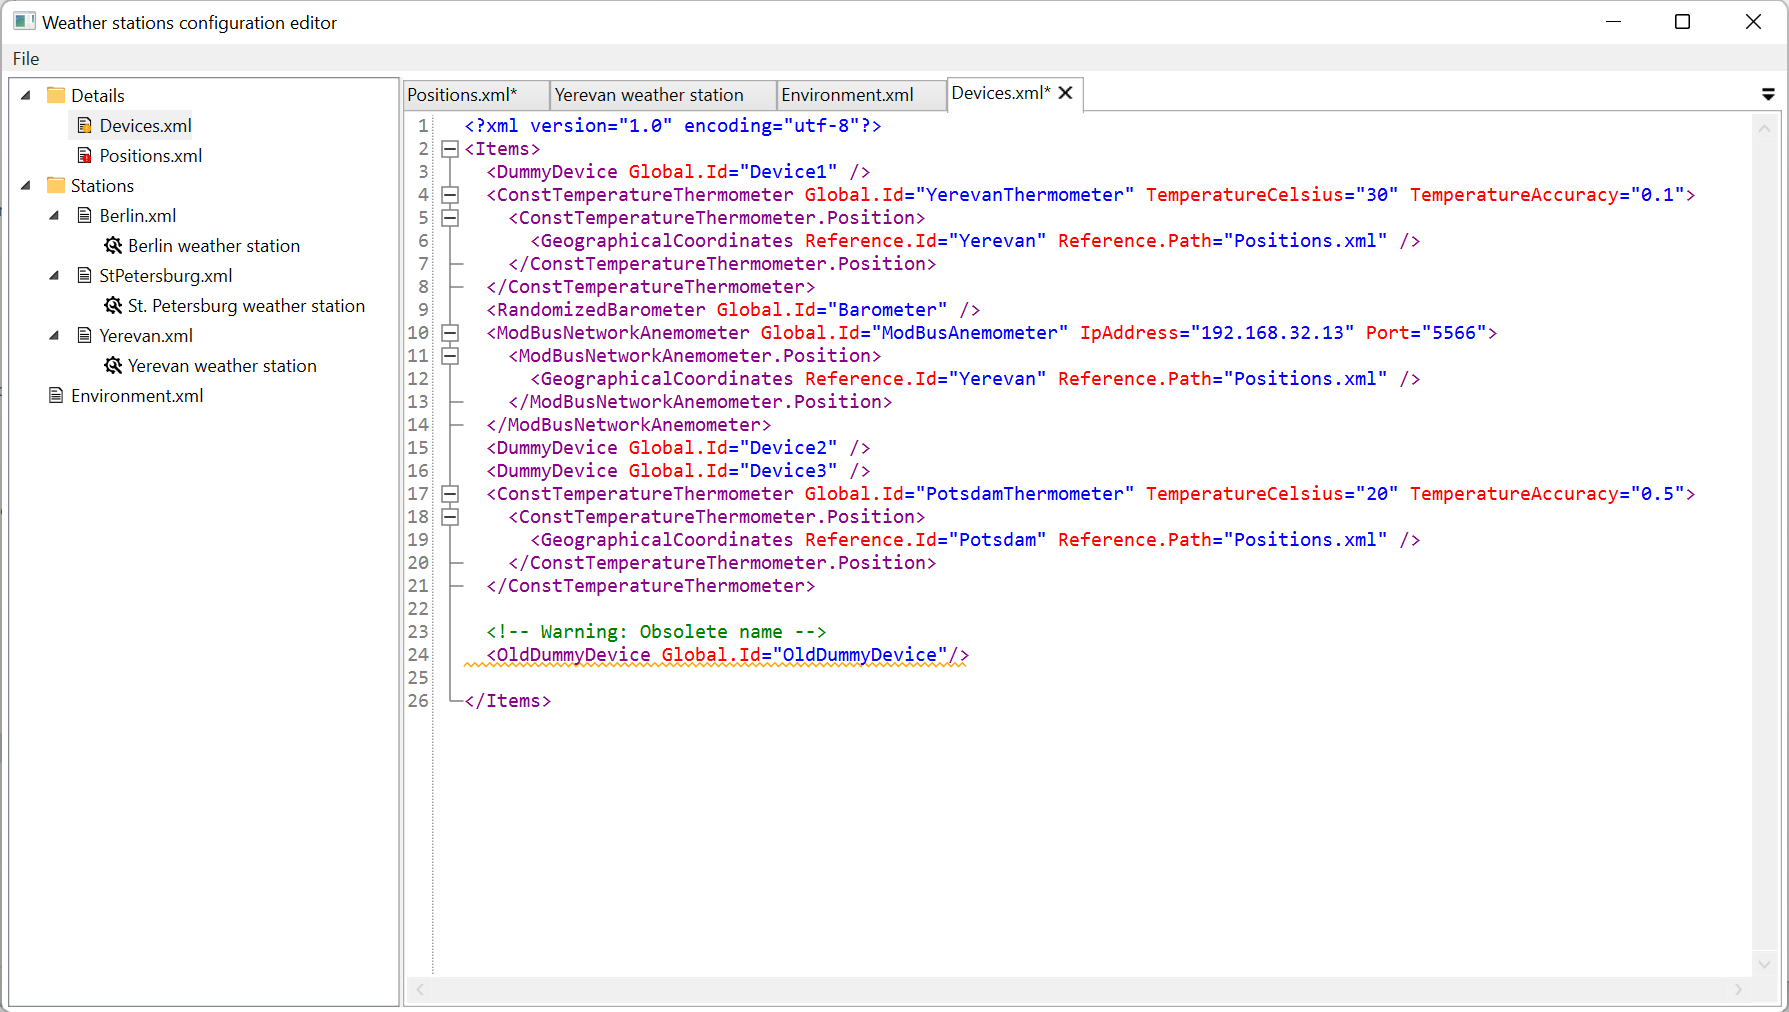 Weather stations configuration editor
File
Details
Devices.xml
Positions.xml
Stations
Berlin.xml
Berlin weather station
StPetersburg.xml
St. Petersburg weather station
Yerevan.xml
Yerevan weather station
Environment.xml
Positions.xml* Yerevan weather station Environment.xml Devices.xml*
1 <?xml version="1.0" encoding="utf-8"?>
2 <Items>
3 <DummyDevice Global.Id="Device1" />
4 <ConstTemperatureThermometer Global.Id="YerevanThermometer" TemperatureCelsius="30" TemperatureAccuracy="0.1">
5 <ConstTemperatureThermometer.Position>
6 <GeographicalCoordinates Reference.Id="Yerevan" Reference.Path="Positions.xml" />
7 </ConstTemperatureThermometer.Position>
8 </ConstTemperatureThermometer>
9 <RandomizedBarometer Global.Id="Barometer" />
10 <ModBusNetworkAnemometer Global.Id="ModBusAnemometer" IpAddress="192.168.32.13" Port="5566">
11 <ModBusNetworkAnemometer.Position>
12 <GeographicalCoordinates Reference.Id="Yerevan" Reference.Path="Positions.xml" />
13 </ModBusNetworkAnemometer.Position>
14 </ModBusNetworkAnemometer>
15 <DummyDevice Global.Id="Device2" />
16 <DummyDevice Global.Id="Device3" />
17 <ConstTemperatureThermometer Global.Id="PotsdamThermometer" TemperatureCelsius="20" TemperatureAccuracy="0.5">
18 <ConstTemperatureThermometer.Position>
19 <GeographicalCoordinates Reference.Id="Potsdam" Reference.Path="Positions.xml" />
20 </ConstTemperatureThermometer.Position>
21 </ConstTemperatureThermometer>
22
23 <!-- Warning: Obsolete name -->
24 <OldDummyDevice Global.Id="OldDummyDevice"/>
25
26 </Items>